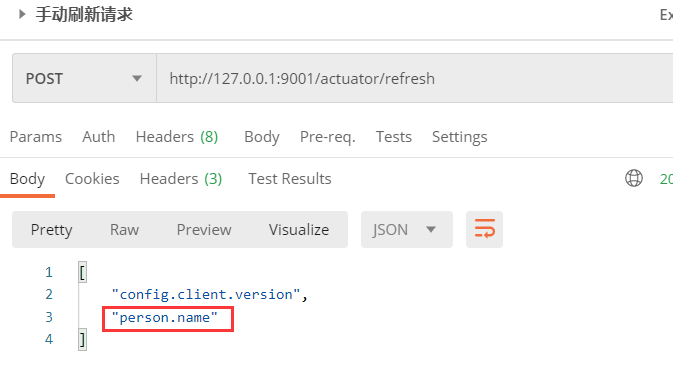 手动刷新请求
Ex
POST http://127.0.0.1:9001/actuator/refresh
Params Auth Headers (8) Body Pre-req. Tests Settings
Body Cookies Headers (3) Test Results 20
Pretty Raw Preview Visualize JSON
1 [
2 "config.client.version",
3 "person.name"
4 ]